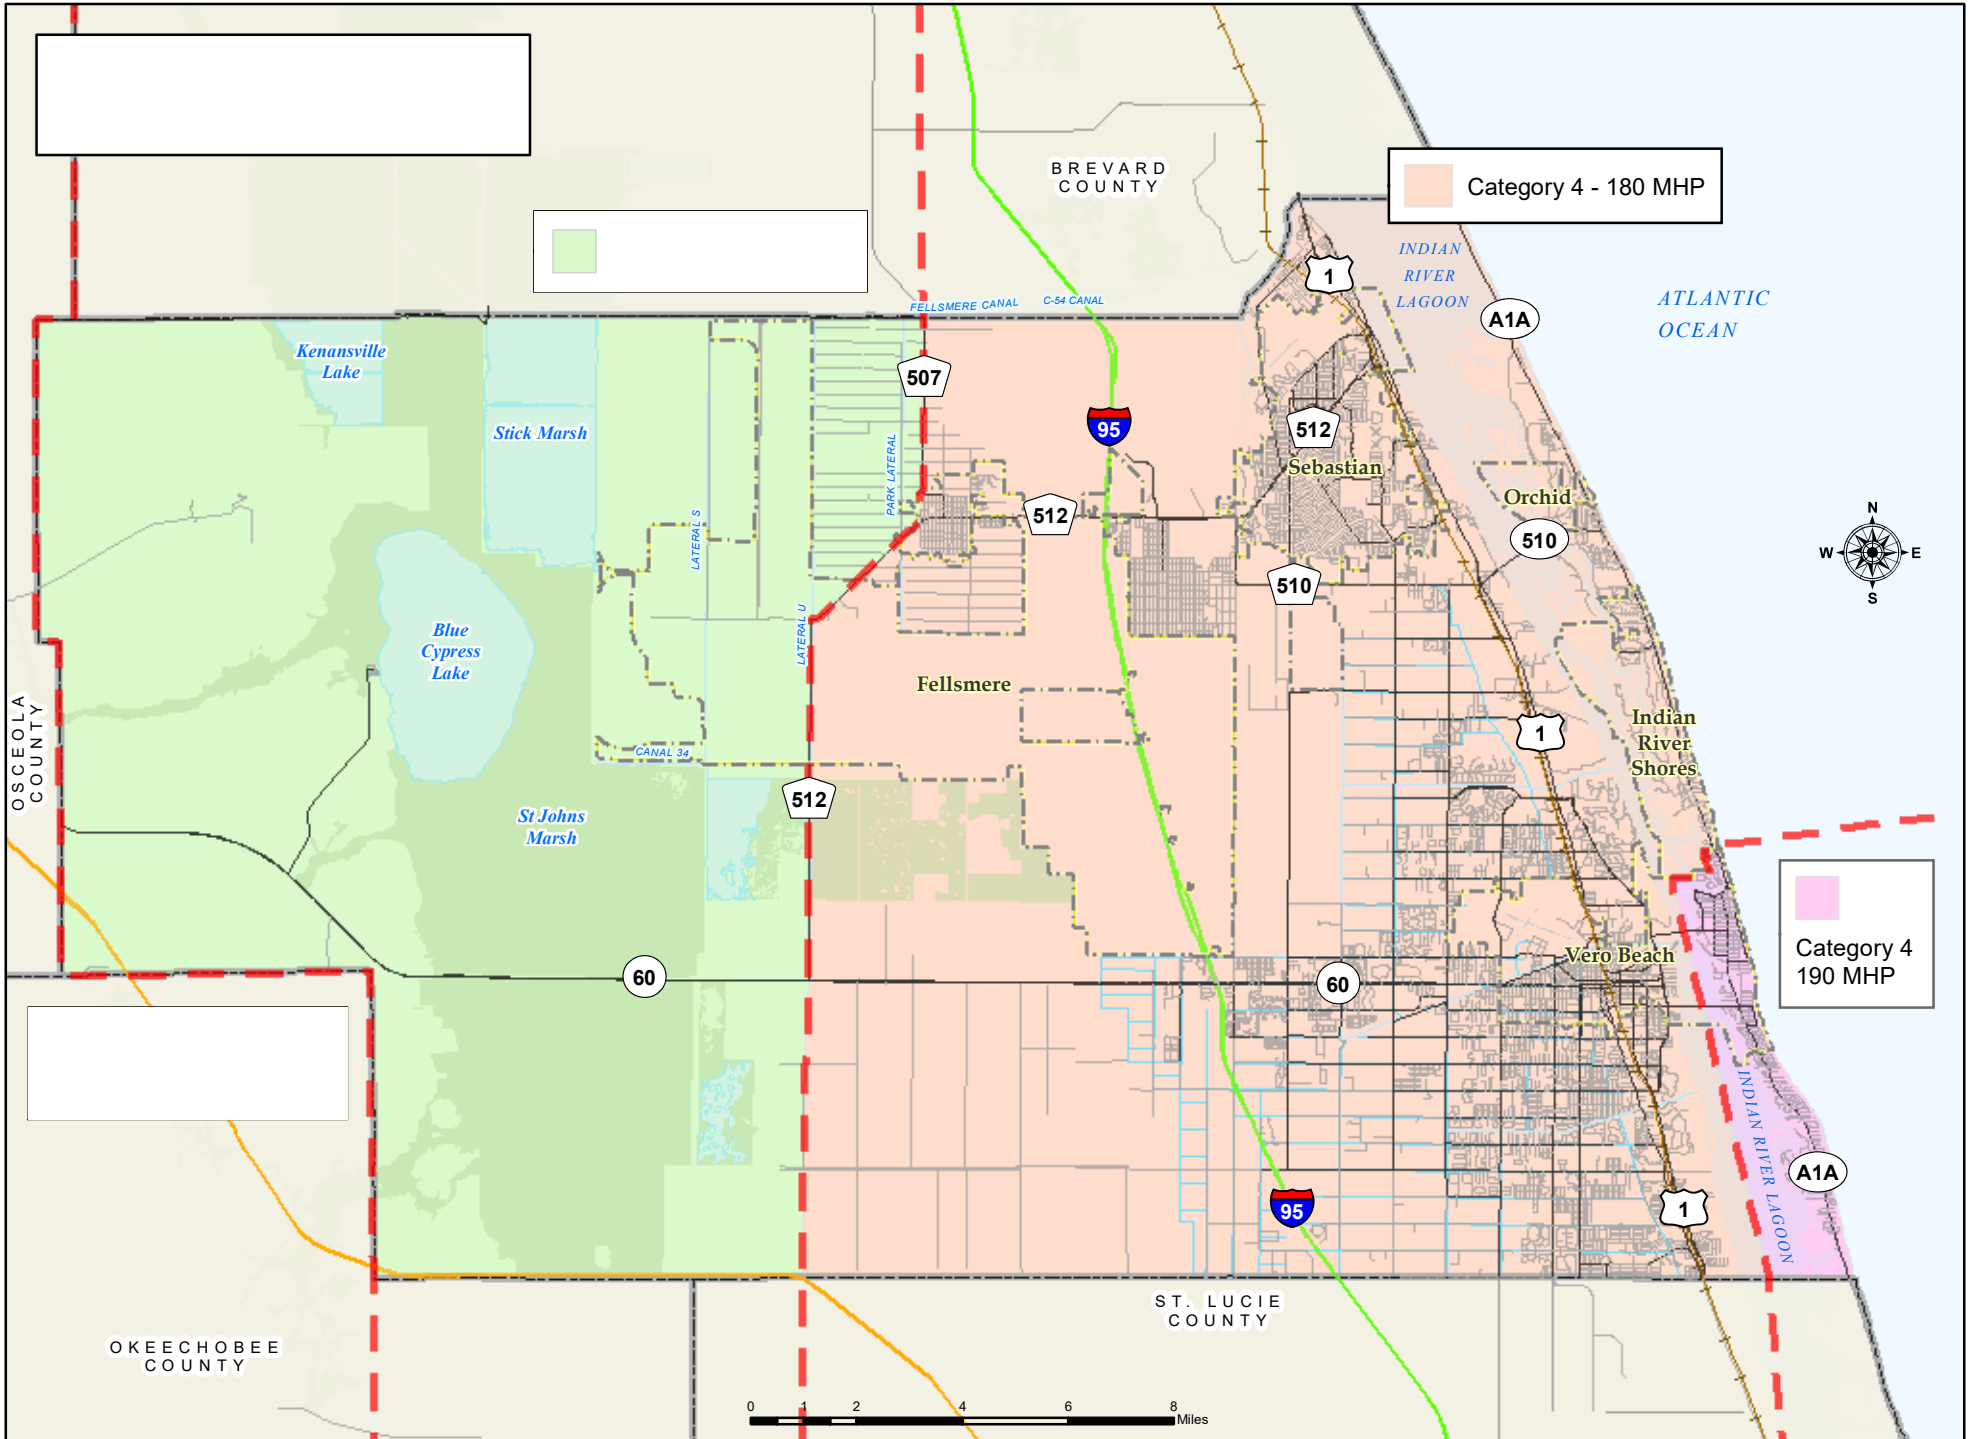 BREVARD
COUNTY
Category 4 - 180 MHP
INDIAN
RIVER
LAGOON
1
A1A
ATLANTIC
OCEAN
FELLSMERE CANAL
C-54 CANAL
Kenansville
Lake
507
95
512
Stick Marsh
Sebastian
PARK LATERAL
Orchid
512
510
LATERAL S
N
W
E
S
510
LATERAL U
Blue
Cypress
Lake
Fellsmere
OSCEOLA
COUNTY
Indian
River
Shores
1
CANAL 34
512
St Johns
Marsh
Category 4
190 MHP
Vero Beach
60
60
INDIAN RIVER LAGOON
A1A
95
1
ST. LUCIE
COUNTY
OKEECHOBEE
COUNTY
0 1 2 4 6 8
Miles